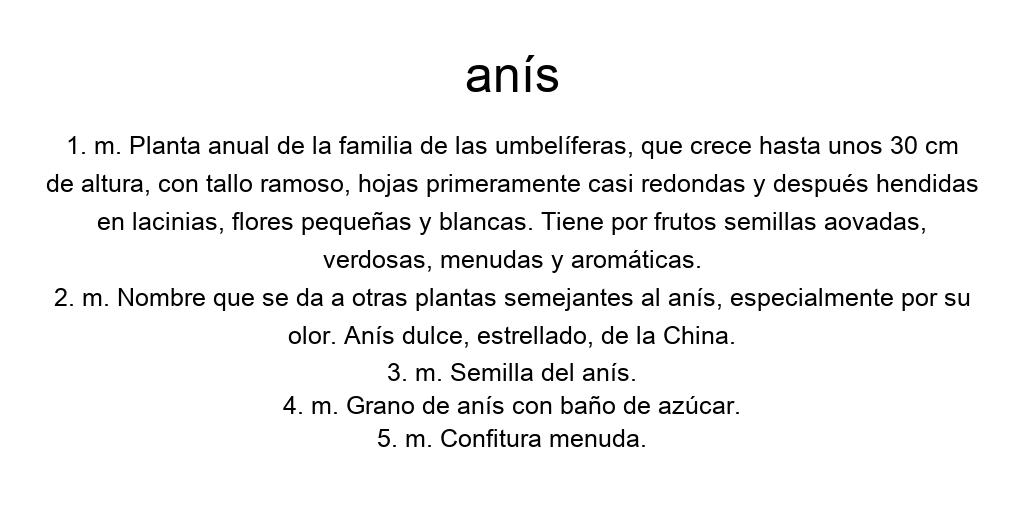 anís
1. m. Planta anual de la familia de las umbelíferas, que crece hasta unos 30 cm
de altura, con tallo ramoso, hojas primeramente casi redondas y después hendidas
en lacinias, flores pequeñas y blancas. Tiene por frutos semillas aovadas,
verdosas, menudas y aromáticas.
2. m. Nombre que se da a otras plantas semejantes al anís, especialmente por su
olor. Anís dulce, estrellado, de la China.
3. m. Semilla del anís.
4. m. Grano de anís con baño de azúcar.
5. m. Confitura menuda.